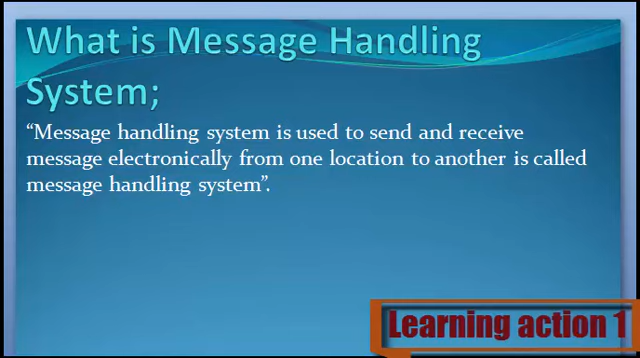 What is Message Handling
System;
“Message handling system is used to send and receive
message electronically from one location to another is called
message handling system”.
Learning action 1